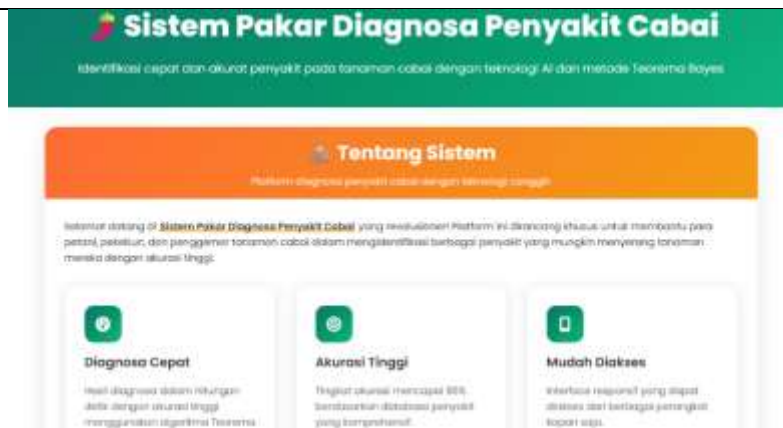 Sistem Pakar Diagnosa Penyakit Cabai
Identifikasi cepat dan akurat penyakit pada tanaman cabai dengan teknologi AI dan metode Teorema Bayes
Tentang Sistem
Platform diagnosa penyakit cabai dengan teknologi canggih
Selamat datang di Sistem Pakar Diagnosa Penyakit Cabai yang revolusioner! Platform ini dirancang khusus untuk membantu para
petani, pekebun, dan penggemar tanaman cabai dalam mengidentifikasi berbagai penyakit yang mungkin menyerang tanaman
mereka dengan akurasi tinggi.
Diagnosa Cepat
Hasil diagnosa dalam hitungan
detik dengan akurasi tinggi
menggunakan algoritma Teorema
Akurasi Tinggi
Tingkat akurasi mencapai
berdasarkan database penyakit
yang komprehensif.
Mudah Diakses
Interface responsif yang dapat
diakses dari berbagai perangkat
kapan saja.